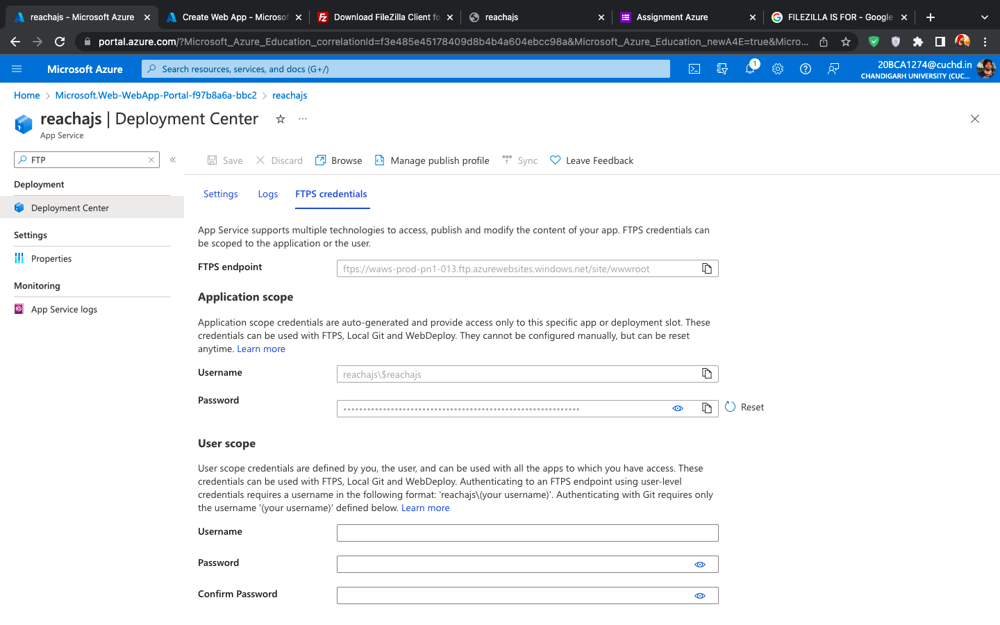 reachajs - Microsoft Azure
Create Web App - Microsof
Download FileZilla Client fo
reachajs
Assignment Azure
FILEZILLA IS FOR - Google
portal.azure.com/?Microsoft_Azure_Education_correlationId=f3e485e45178409d8b4b4a604ebcc98a&Microsoft_Azure_Education_newA4E=true&Micro...
Microsoft Azure
Search resources, services, and docs (G+/)
1
20BCA1274@cuchd.in
CHANDIGARH UNIVERSITY (CUC...
Home > Microsoft.Web-WebApp-Portal-f97b8a6a-bbc2 > reachajs
reachajs | Deployment Center
App Service
FTP
Save
Discard
Browse
Manage publish profile
Sync
Leave Feedback
Deployment
Deployment Center
Settings
Properties
Monitoring
App Service logs
Settings
Logs
FTPS credentials
App Service supports multiple technologies to access, publish and modify the content of your app. FTPS credentials can
be scoped to the application or the user.
FTPS endpoint
ftps://waws-prod-pn1-013.ftp.azurewebsites.windows.net/site/wwwroot
Application scope
Application scope credentials are auto-generated and provide access only to this specific app or deployment slot. These
credentials can be used with FTPS, Local Git and WebDeploy. They cannot be configured manually, but can be reset
anytime. Learn more
Username
reachajs\$reachajs
Password
Reset
User scope
User scope credentials are defined by you, the user, and can be used with all the apps to which you have access. These
credentials can be used with FTPS, Local Git and WebDeploy. Authenticating to an FTPS endpoint using user-level
credentials requires a username in the following format: 'reachajs\(your username)'. Authenticating with Git requires only
the username '(your username)' defined below. Learn more
Username
Password
Confirm Password